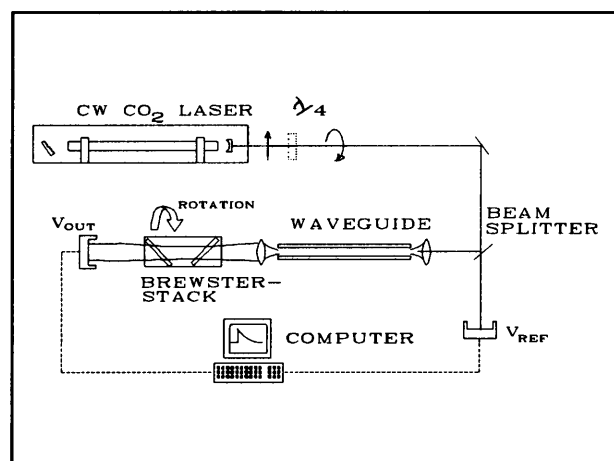 CW CO2 LASER
λ/4
VOUT
ROTATION
WAVEGUIDE
BEAM
SPLITTER
BREWSTER-
STACK
COMPUTER
VREF